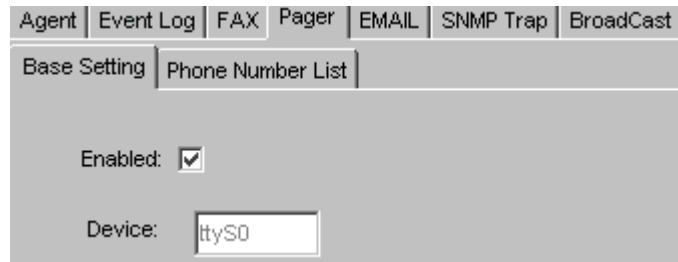 Agent Event Log FAX Pager EMAIL SNMP Trap BroadCast
Base Setting Phone Number List
Enabled:
Device: ttyS0